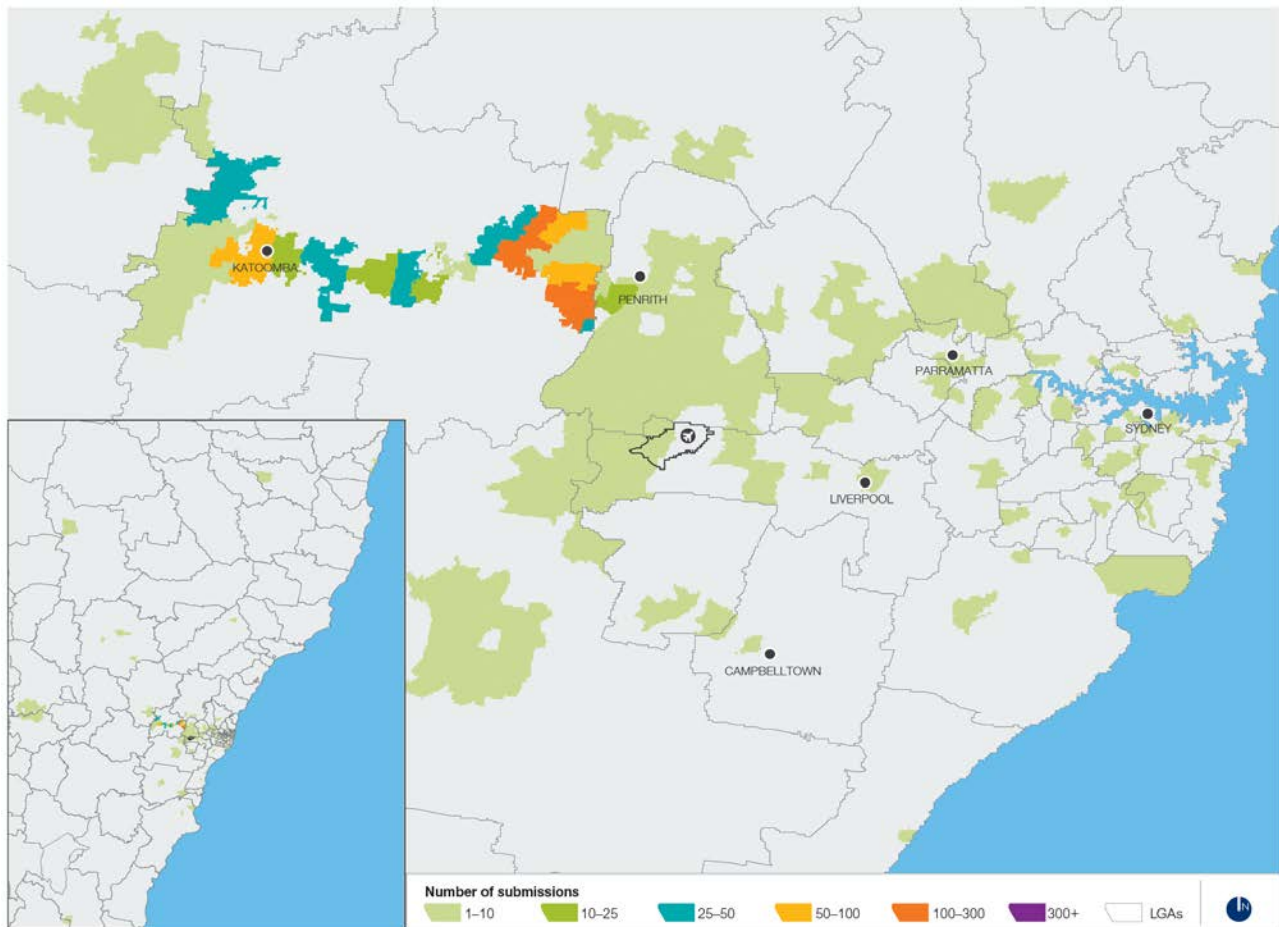 KATOOMBA
PENRITH
PARRAMATTA
SYDNEY
LIVERPOOL
CAMPBELLTOWN
Number of submissions
1–10 10–25 25–50 50–100 100–300 300+ LGAs
N